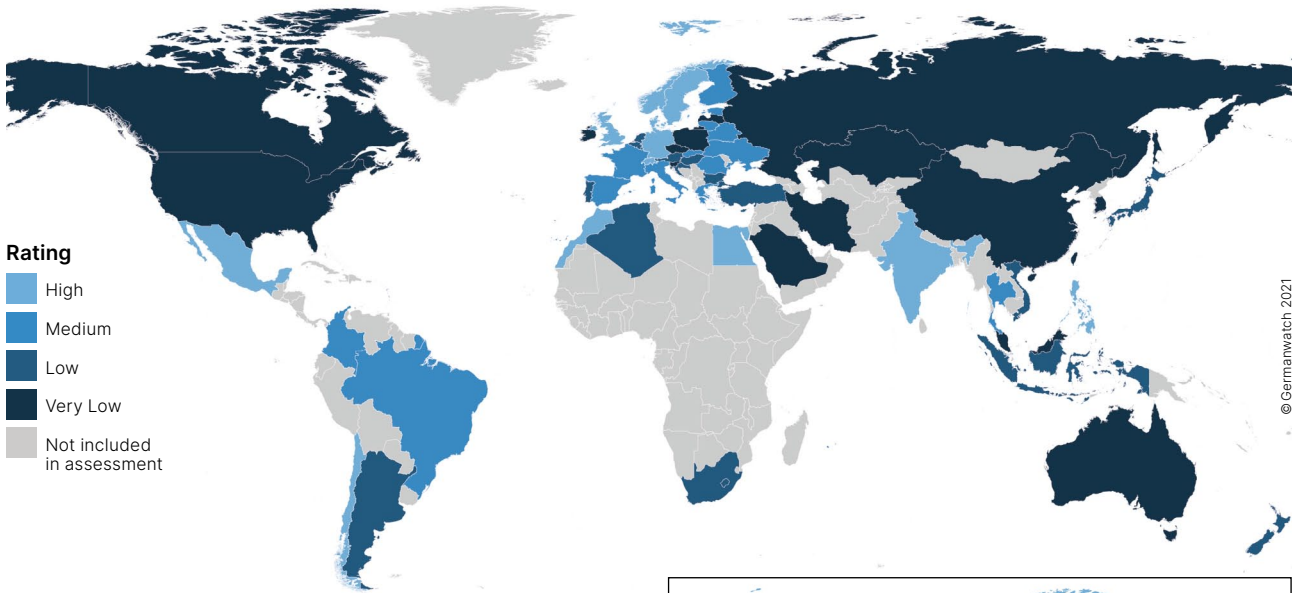 Rating
High
Medium
Low
Very Low
Not included
in assessment
©Germanwatch 2021